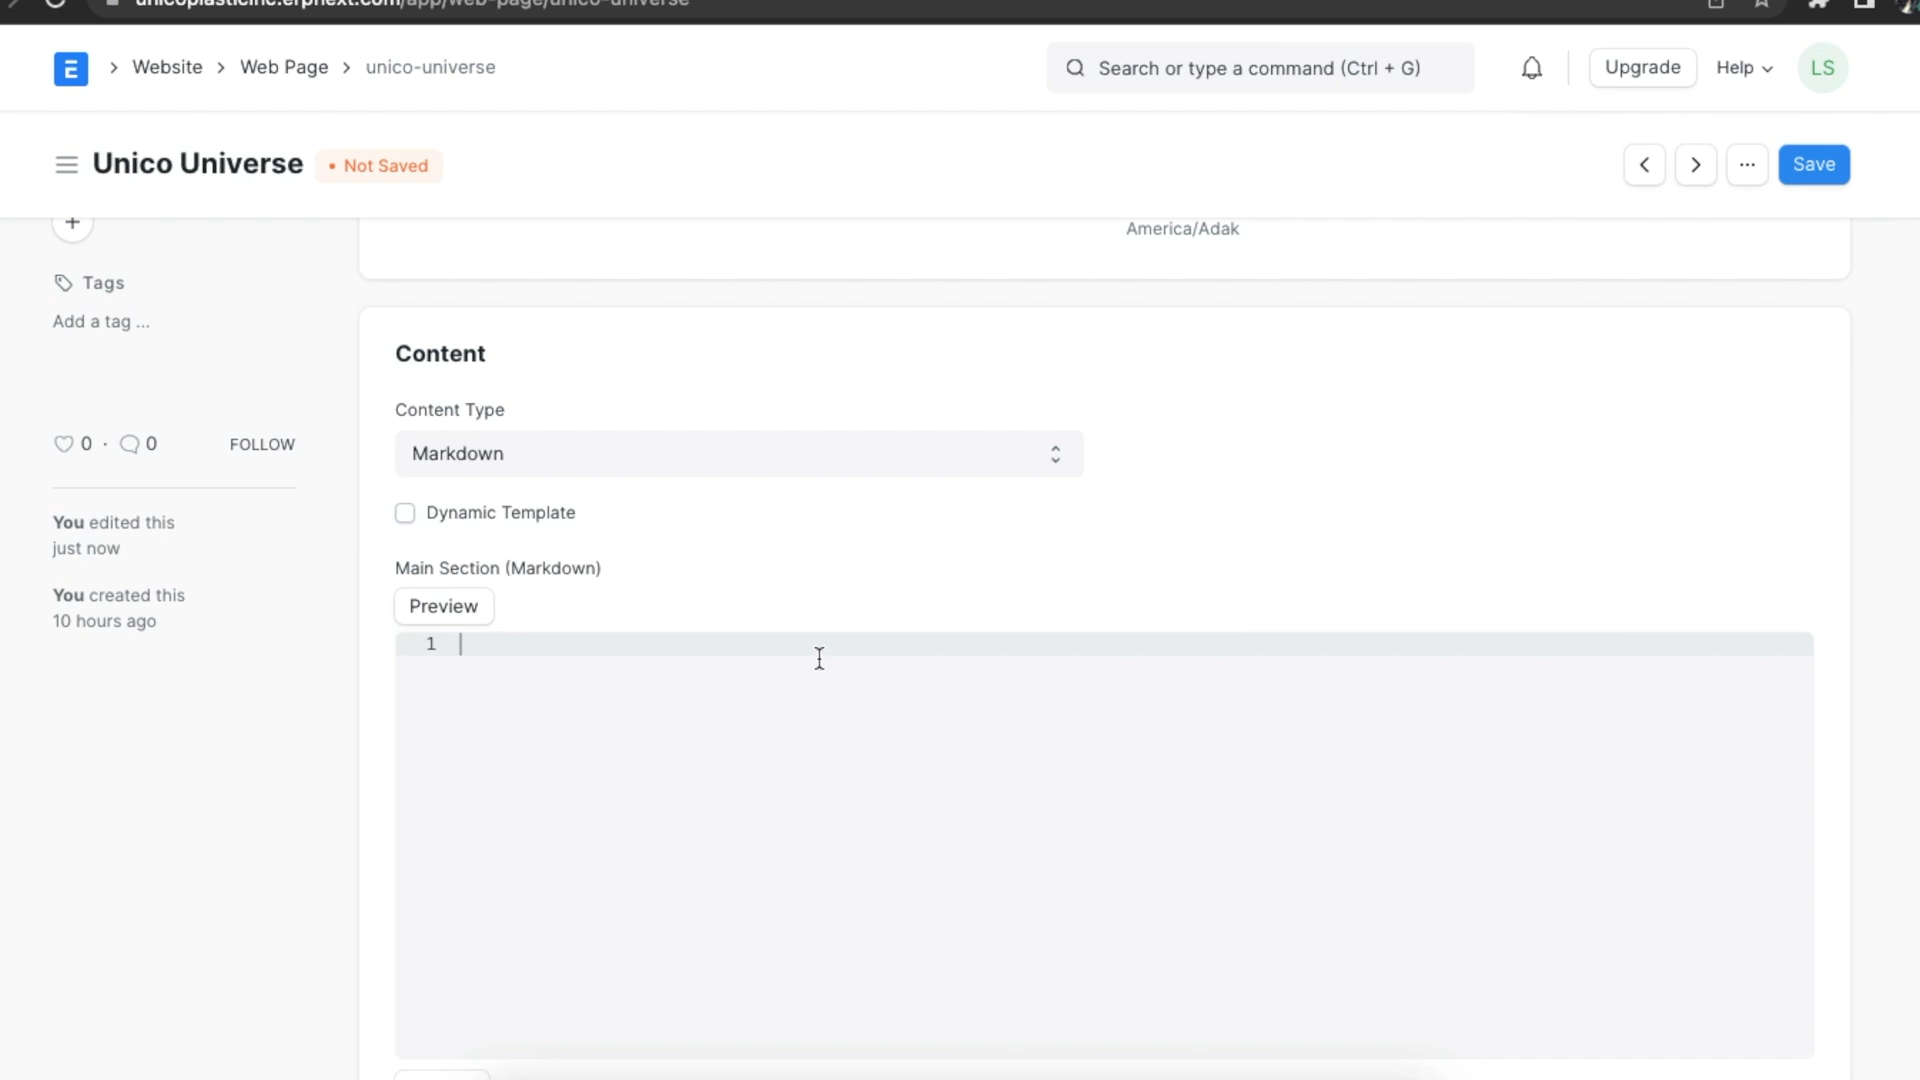 unicoplasticinc.erpnext.com/app/web-page/unico-universe
E
Website
Web Page
unico-universe
Search or type a command (Ctrl + G)
Upgrade
Help
LS
Unico Universe
• Not Saved
...
Save
America/Adak
Tags
Add a tag ...
0 · 0
FOLLOW
You edited this
just now
You created this
10 hours ago
Content
Content Type
Markdown
Dynamic Template
Main Section (Markdown)
Preview
1